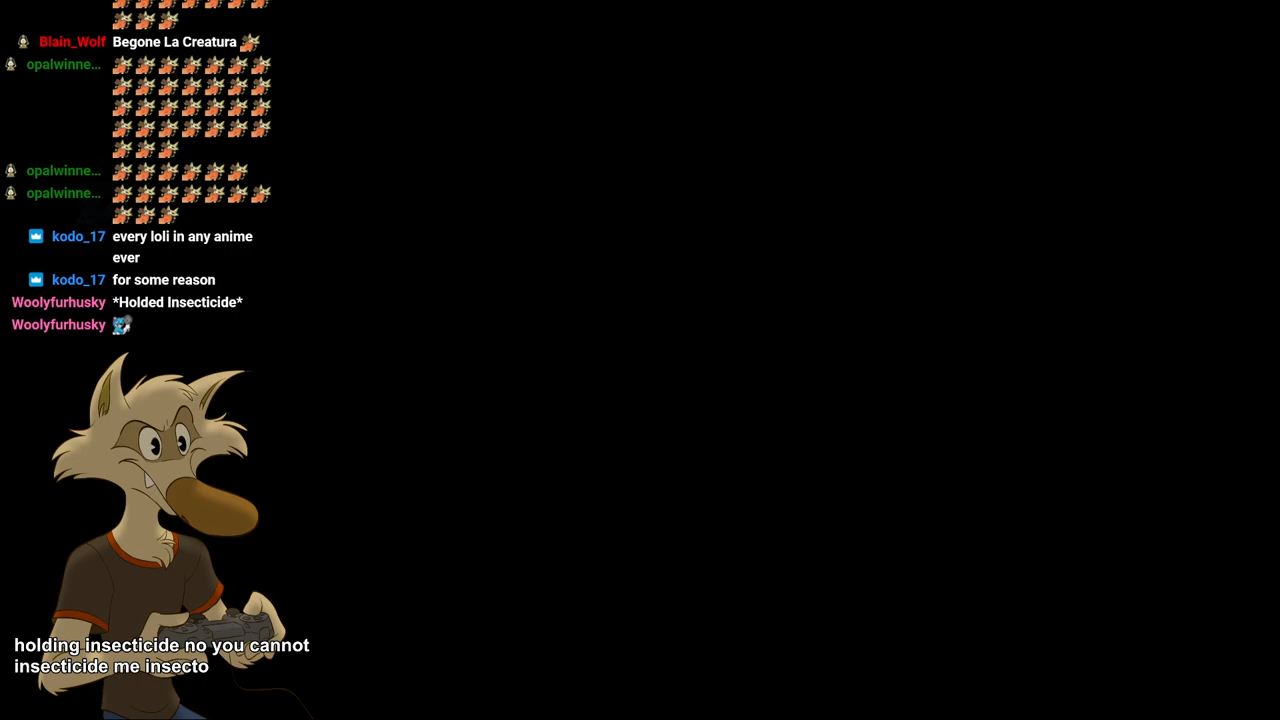 Blain_Wolf Begone La Creatura
opalwinne...
opalwinne...
opalwinne...
kodo_17 every loli in any anime
ever
kodo_17 for some reason
Woolyfurhusky *Holded Insecticide*
Woolyfurhusky
holding insecticide no you cannot
insecticide me insecto